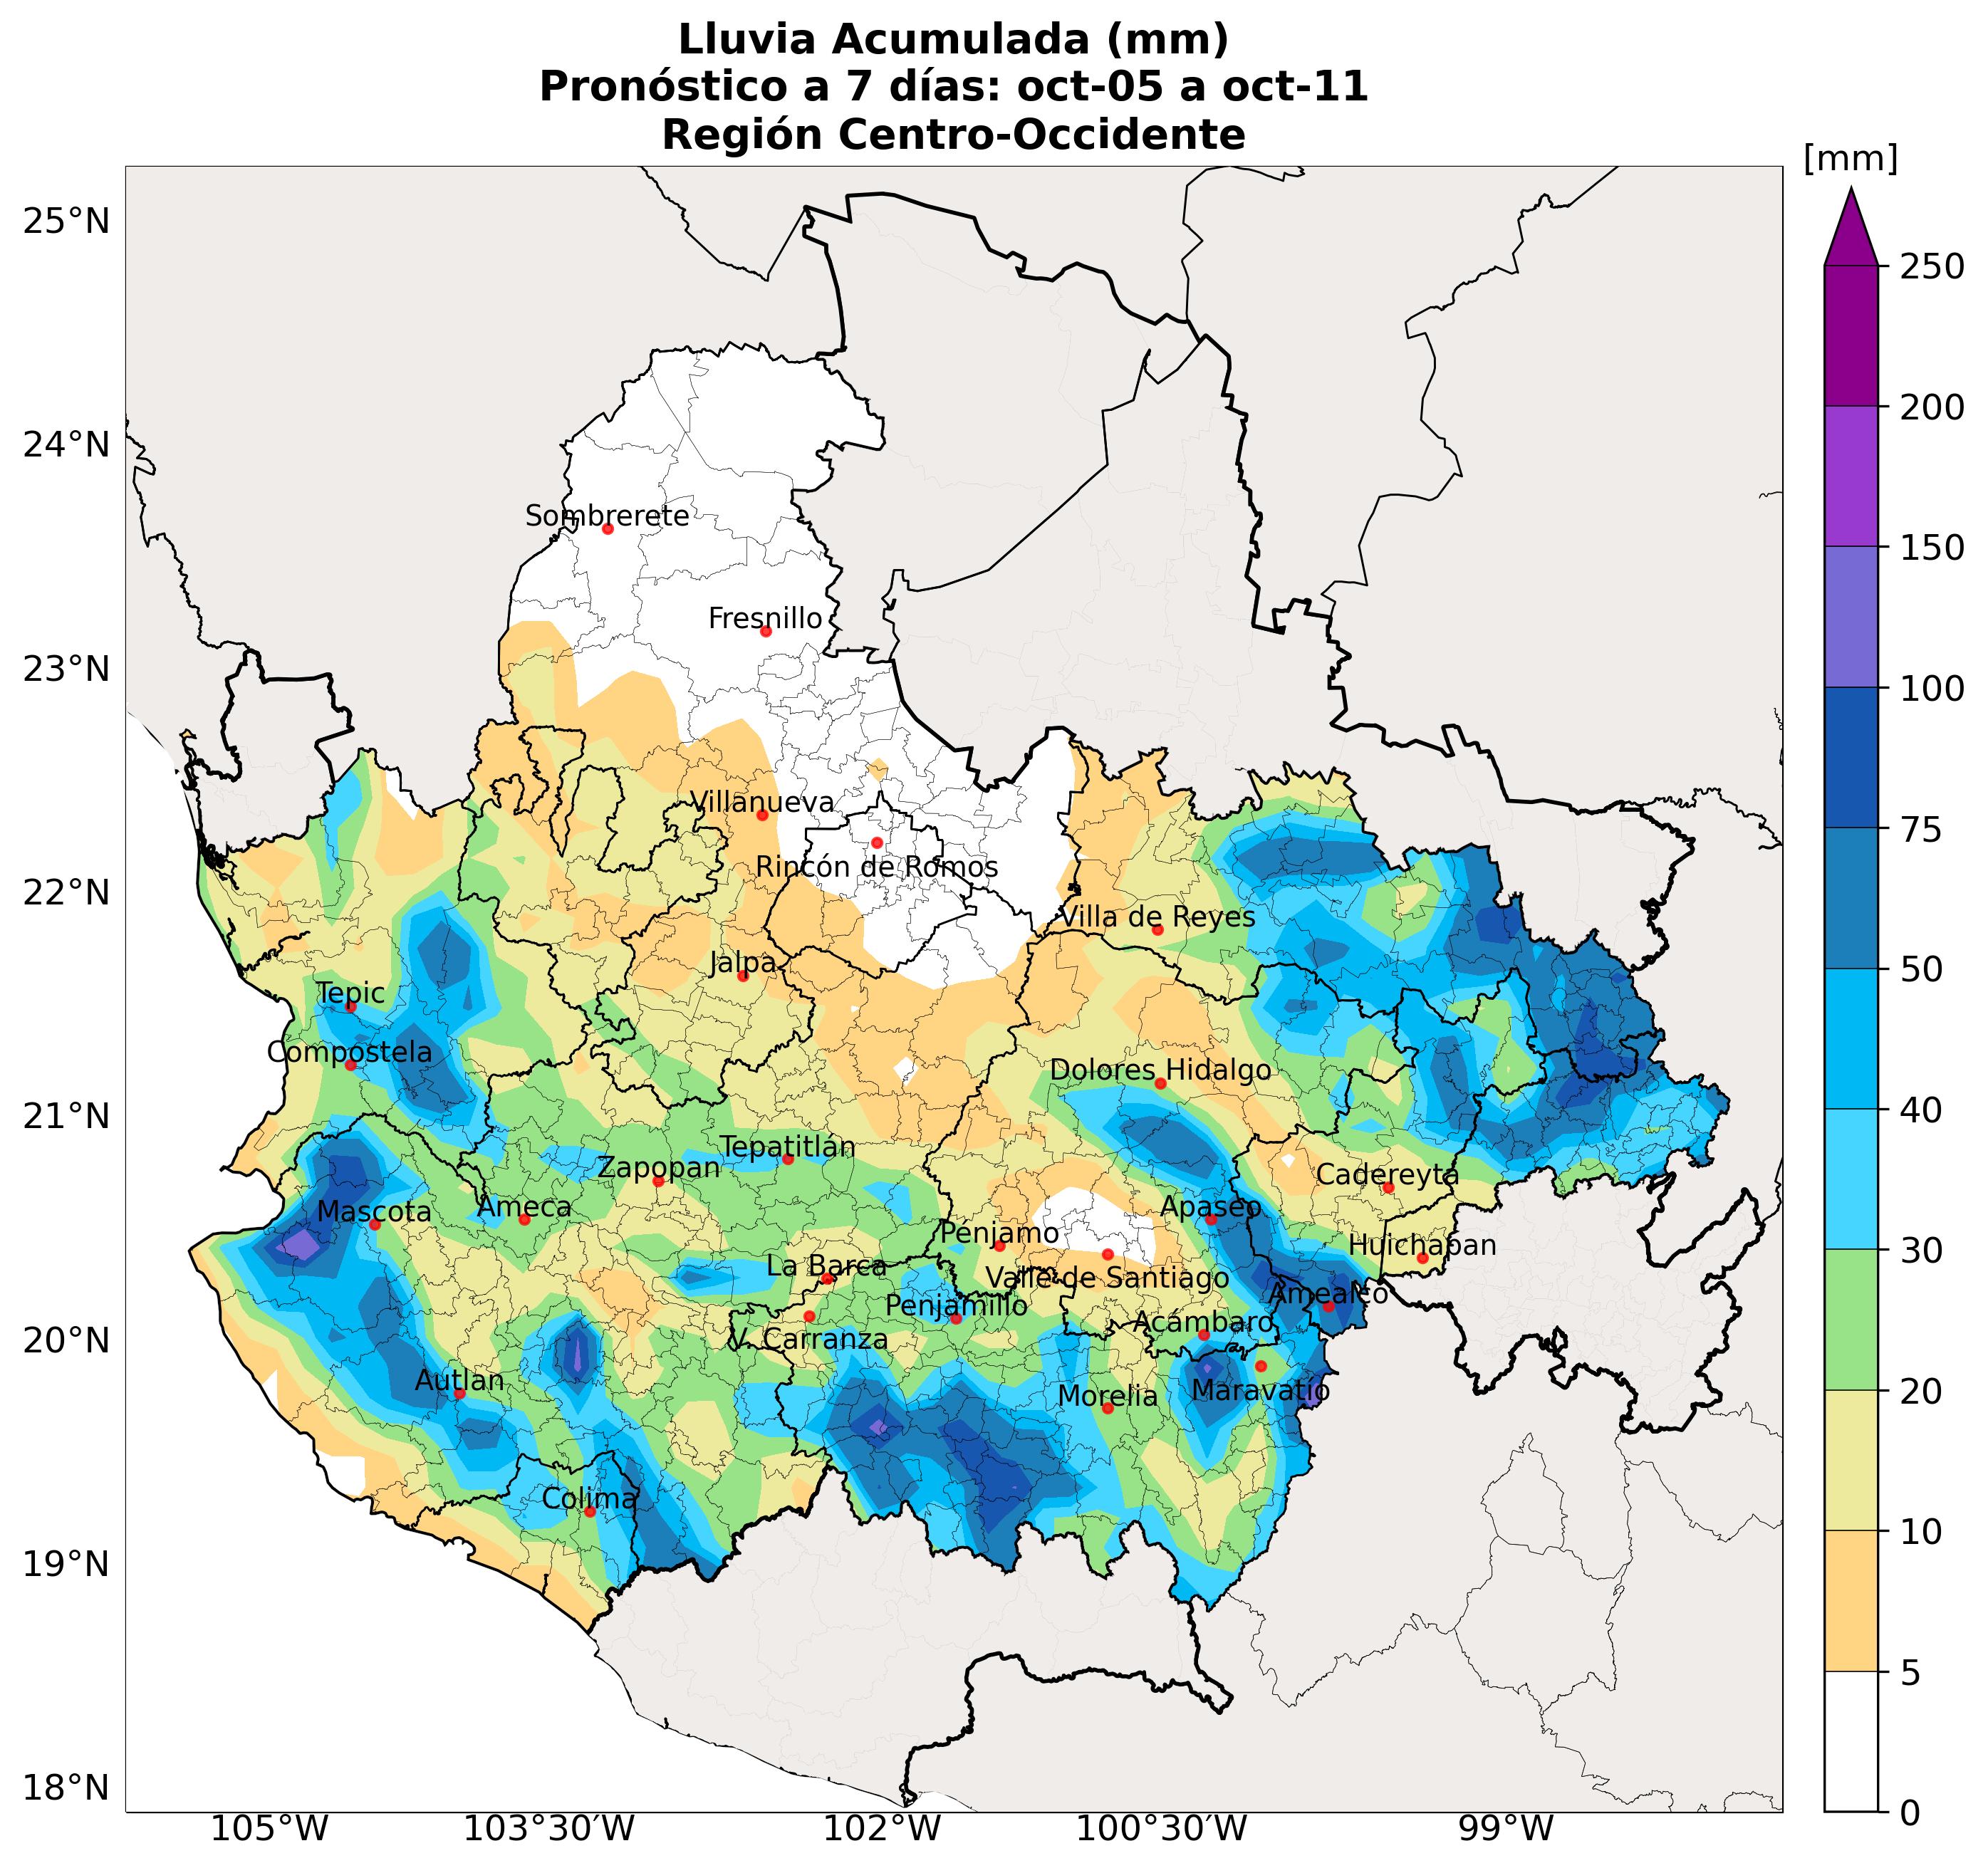 Lluvia Acumulada (mm)
Pronóstico a 7 días: oct-05 a oct-11
Región Centro-Occidente
[mm]
25°N
24°N
23°N
22°N
21°N
20°N
19°N
18°N
105°W
103°30'W
102°W
100°30'W
99°W
250
200
150
100
75
50
40
30
20
10
5
0
Sombrerete
Fresnillo
Villanueva
Rincón de Romos
Villa de Reyes
Jalpa
Tepic
Compostela
Dolores Hidalgo
Tepatitlán
Zapopan
Cadereyta
Mascota
Ameca
Apaseo
Penjamo
Huichapan
La Barca
Valle de Santiago
Penjamillo
Amealco
Acámbaro
V. Carranza
Autlan
Morelia
Maravatío
Colima